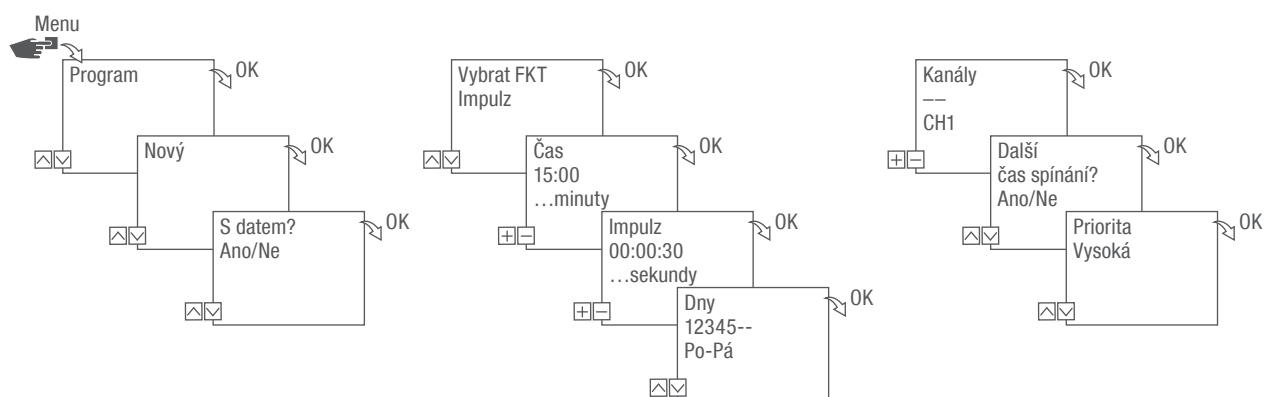 Menu
Program
OK
Nový
OK
S datem?
Ano/Ne
OK
Vybrat FKT
Impulz
OK
Čas
15:00
…minuty
OK
+ −
Impulz
00:00:30
…sekundy
OK
+ −
Dny
12345--
Po-Pá
OK
Kanály
––
CH1
OK
+ −
Další
čas spínání?
Ano/Ne
OK
Priorita
Vysoká
OK